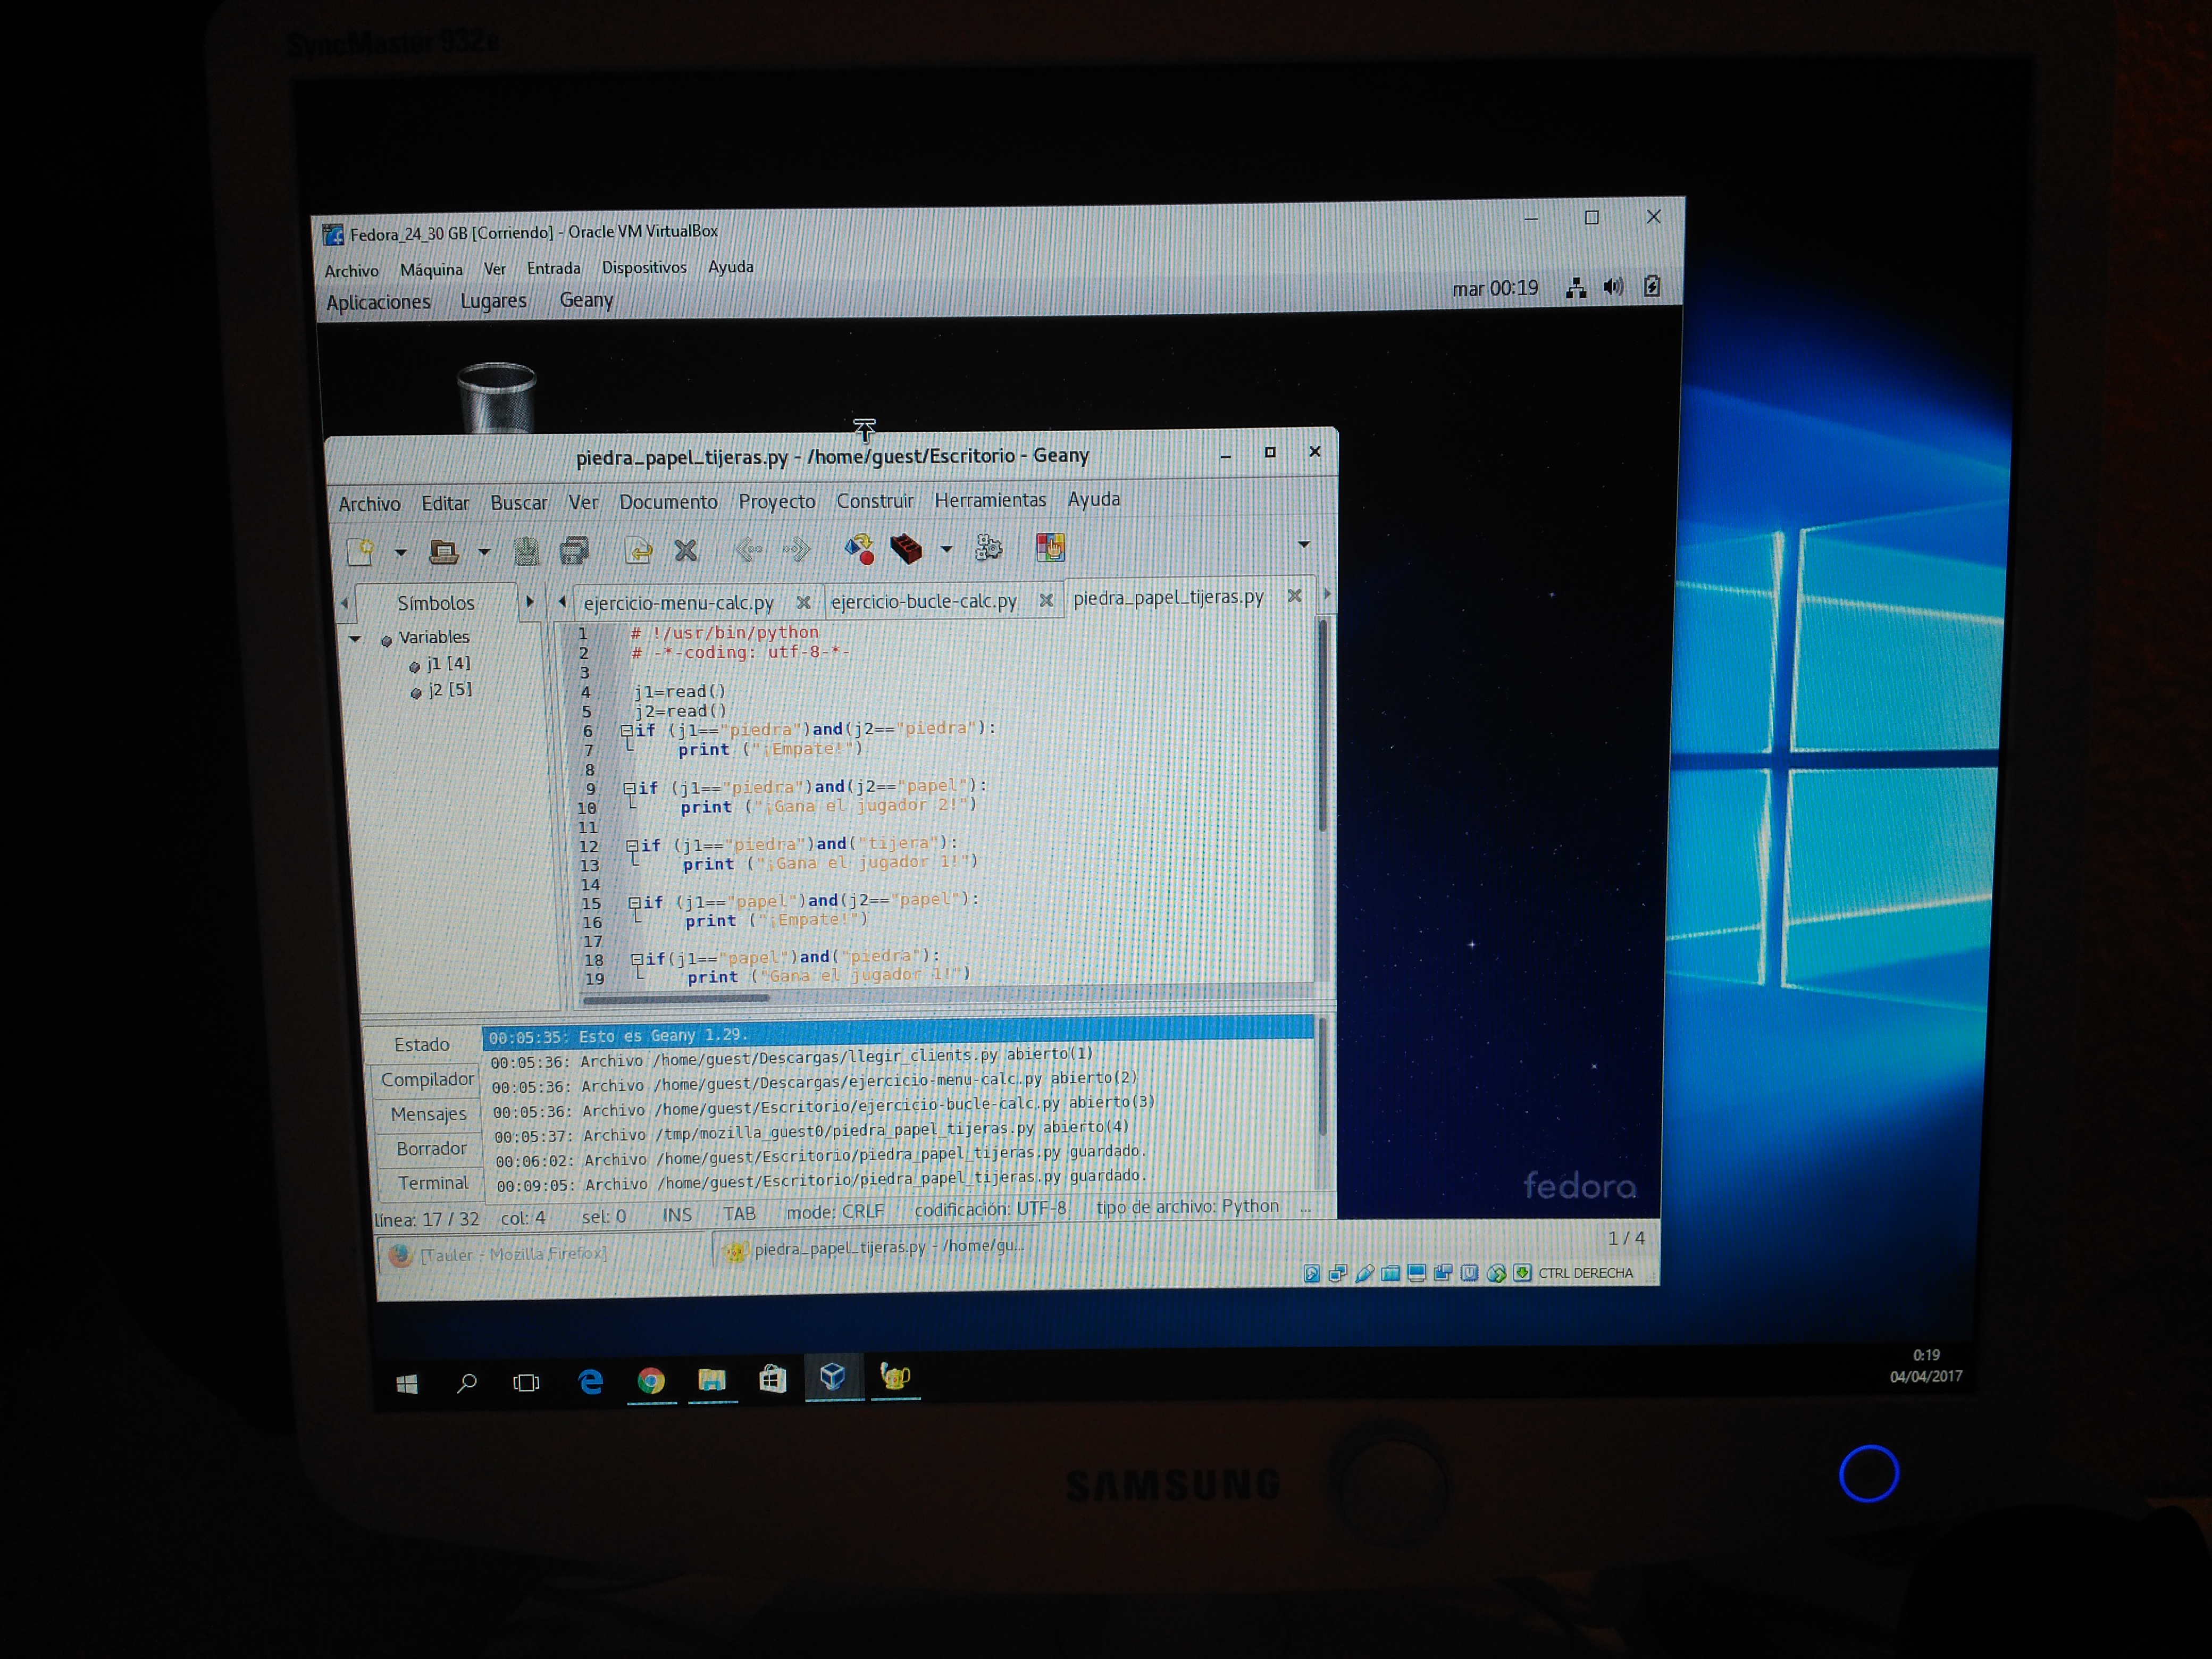 SyncMaster 932e
Fedora_24_30 GB [Corriendo] - Oracle VM VirtualBox
Archivo Máquina Ver Entrada Dispositivos Ayuda
Aplicaciones Lugares Geany mar 00:19
piedra_papel_tijeras.py - /home/guest/Escritorio - Geany
Archivo Editar Buscar Ver Documento Proyecto Construir Herramientas Ayuda
Símbolos ejercicio-menu-calc.py ejercicio-bucle-calc.py piedra_papel_tijeras.py
Variables
j1 [4]
j2 [5]
1 # !/usr/bin/python
2 # -*-coding: utf-8-*-
3
4 j1=read()
5 j2=read()
6 if (j1=="piedra")and(j2=="piedra"):
7 print ("¡Empate!")
8
9 if (j1=="piedra")and(j2=="papel"):
10 print ("¡Gana el jugador 2!")
11
12 if (j1=="piedra")and("tijera"):
13 print ("¡Gana el jugador 1!")
14
15 if (j1=="papel")and(j2=="papel"):
16 print ("¡Empate!")
17
18 if(j1=="papel")and("piedra"):
19 print ("Gana el jugador 1!")
Estado
Compilador
Mensajes
Borrador
Terminal
00:05:35: Esto es Geany 1.29.
00:05:36: Archivo /home/guest/Descargas/llegir_clients.py abierto(1)
00:05:36: Archivo /home/guest/Descargas/ejercicio-menu-calc.py abierto(2)
00:05:36: Archivo /home/guest/Escritorio/ejercicio-bucle-calc.py abierto(3)
00:05:37: Archivo /tmp/mozilla_guest0/piedra_papel_tijeras.py abierto(4)
00:06:02: Archivo /home/guest/Escritorio/piedra_papel_tijeras.py guardado.
00:09:05: Archivo /home/guest/Escritorio/piedra_papel_tijeras.py guardado.
línea: 17 / 32 col: 4 sel: 0 INS TAB mode: CRLF codificación: UTF-8 tipo de archivo: Python ...
fedora
[Tauler - Mozilla Firefox] piedra_papel_tijeras.py - /home/gu... 1 / 4
CTRL DERECHA
0:19
04/04/2017
SAMSUNG